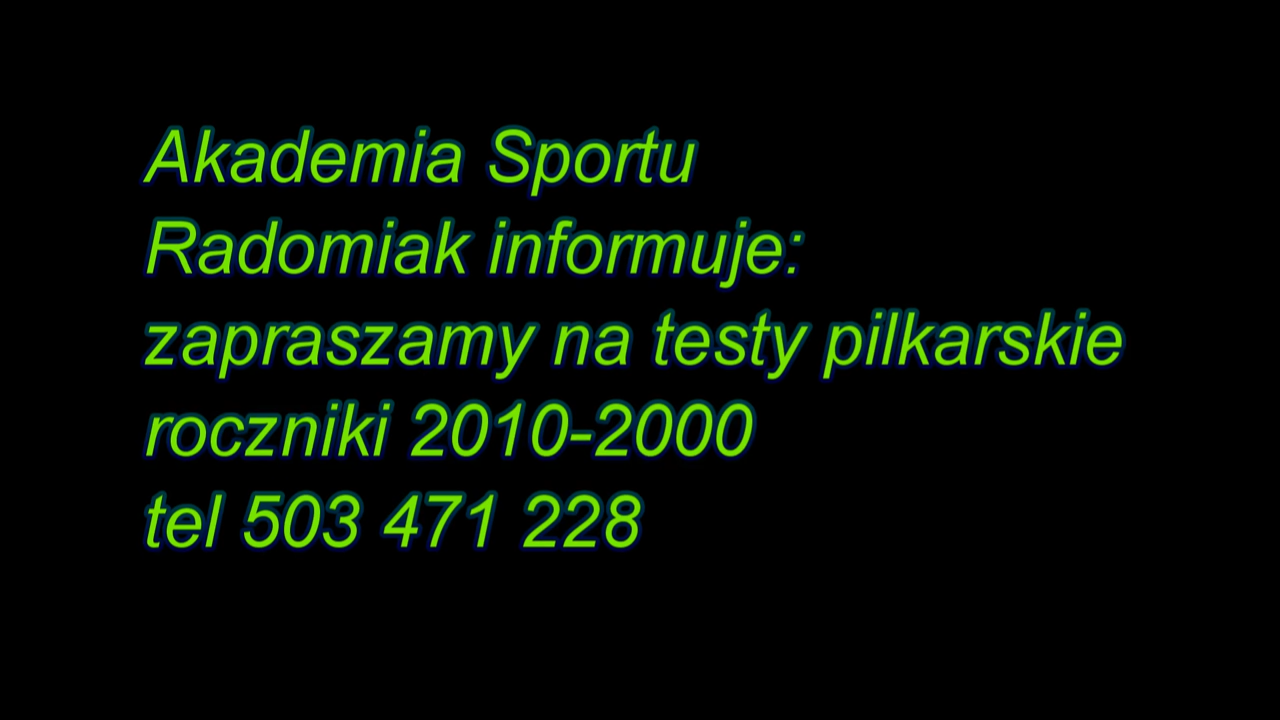 Akademia Sportu
Radomiak informuje:
zapraszamy na testy pilkarskie
roczniki 2010-2000
tel 503 471 228